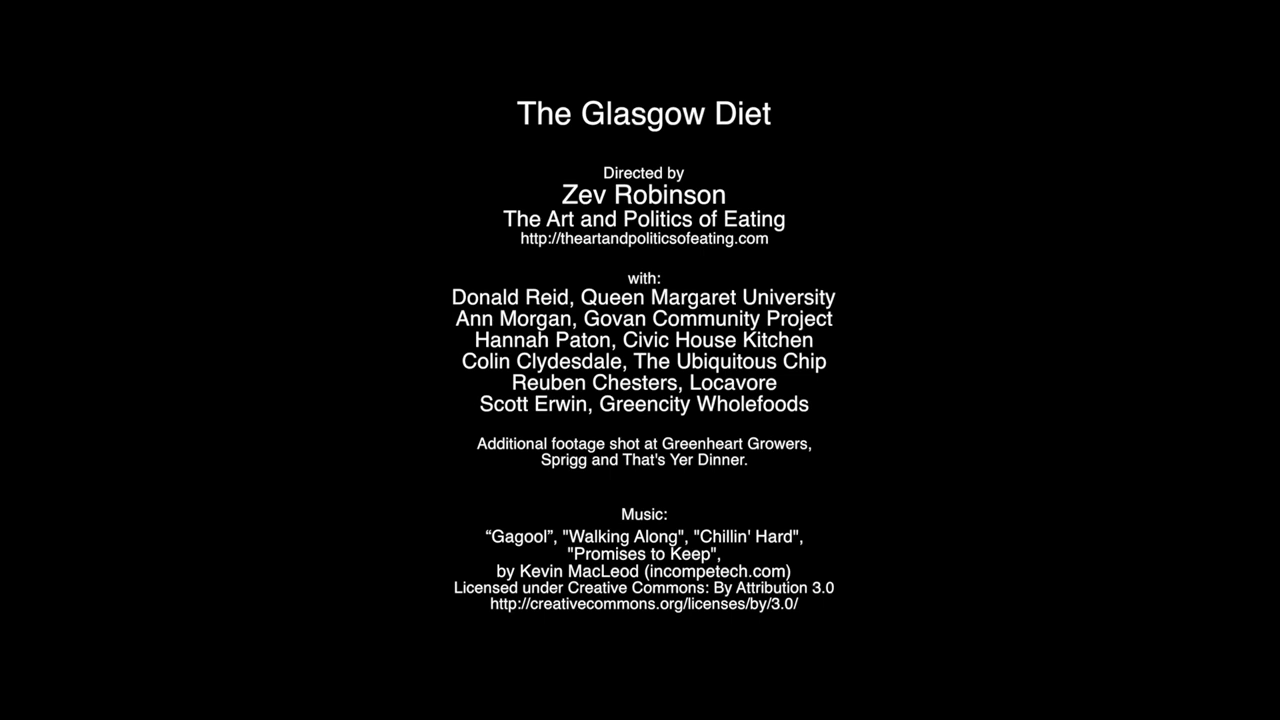 The Glasgow Diet
Directed by
Zev Robinson
The Art and Politics of Eating
http://theartandpoliticsofeating.com
with:
Donald Reid, Queen Margaret University
Ann Morgan, Govan Community Project
Hannah Paton, Civic House Kitchen
Colin Clydesdale, The Ubiquitous Chip
Reuben Chesters, Locavore
Scott Erwin, Greencity Wholefoods
Additional footage shot at Greenheart Growers,
Sprigg and That's Yer Dinner.
Music:
“Gagool”, "Walking Along", "Chillin' Hard",
"Promises to Keep",
by Kevin MacLeod (incompetech.com)
Licensed under Creative Commons: By Attribution 3.0
http://creativecommons.org/licenses/by/3.0/